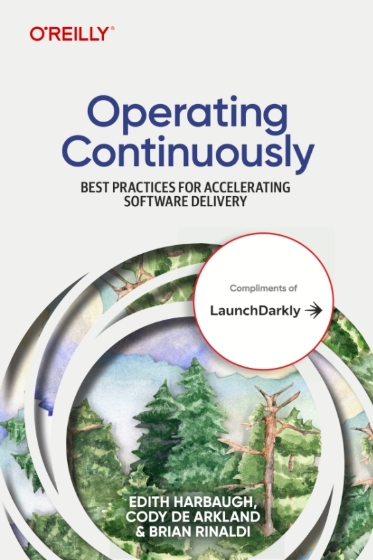 O'REILLY®
Operating
Continuously
BEST PRACTICES FOR ACCELERATING
SOFTWARE DELIVERY
Compliments of
LaunchDarkly
EDITH HARBAUGH,
CODY DE ARKLAND
& BRIAN RINALDI